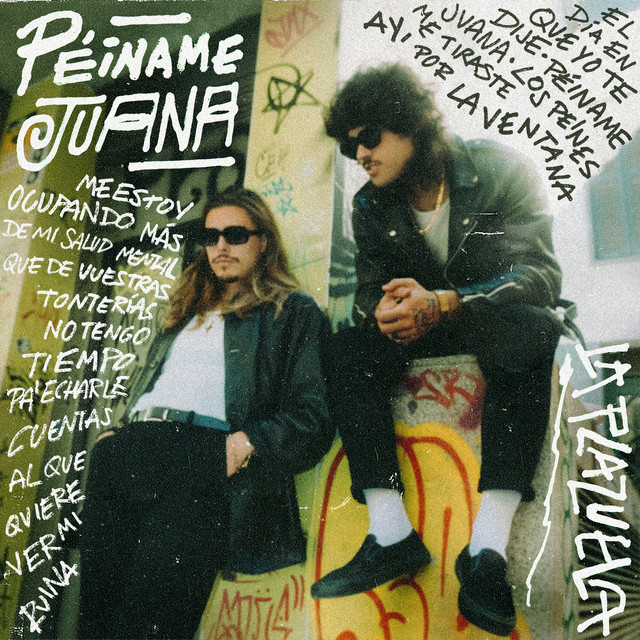 PÉiNAME
JUANA
ME ESTOY
OCUPANDO MÁS
DE MI SALUD MENTAL
QUE DE VUESTRAS
TONTERÍAS
NO TENGO
TIEMPO
PA'ECHARLE
CUENTAS
AL QUE
QUIERE
VER MI
RUINA
EL
DÍA EN
QUE YO TE
DIJE. PÉINAME
JUANA. LOS PEINES
ME TIRASTE
AY, POR LA VENTANA
LA PLAZUELA